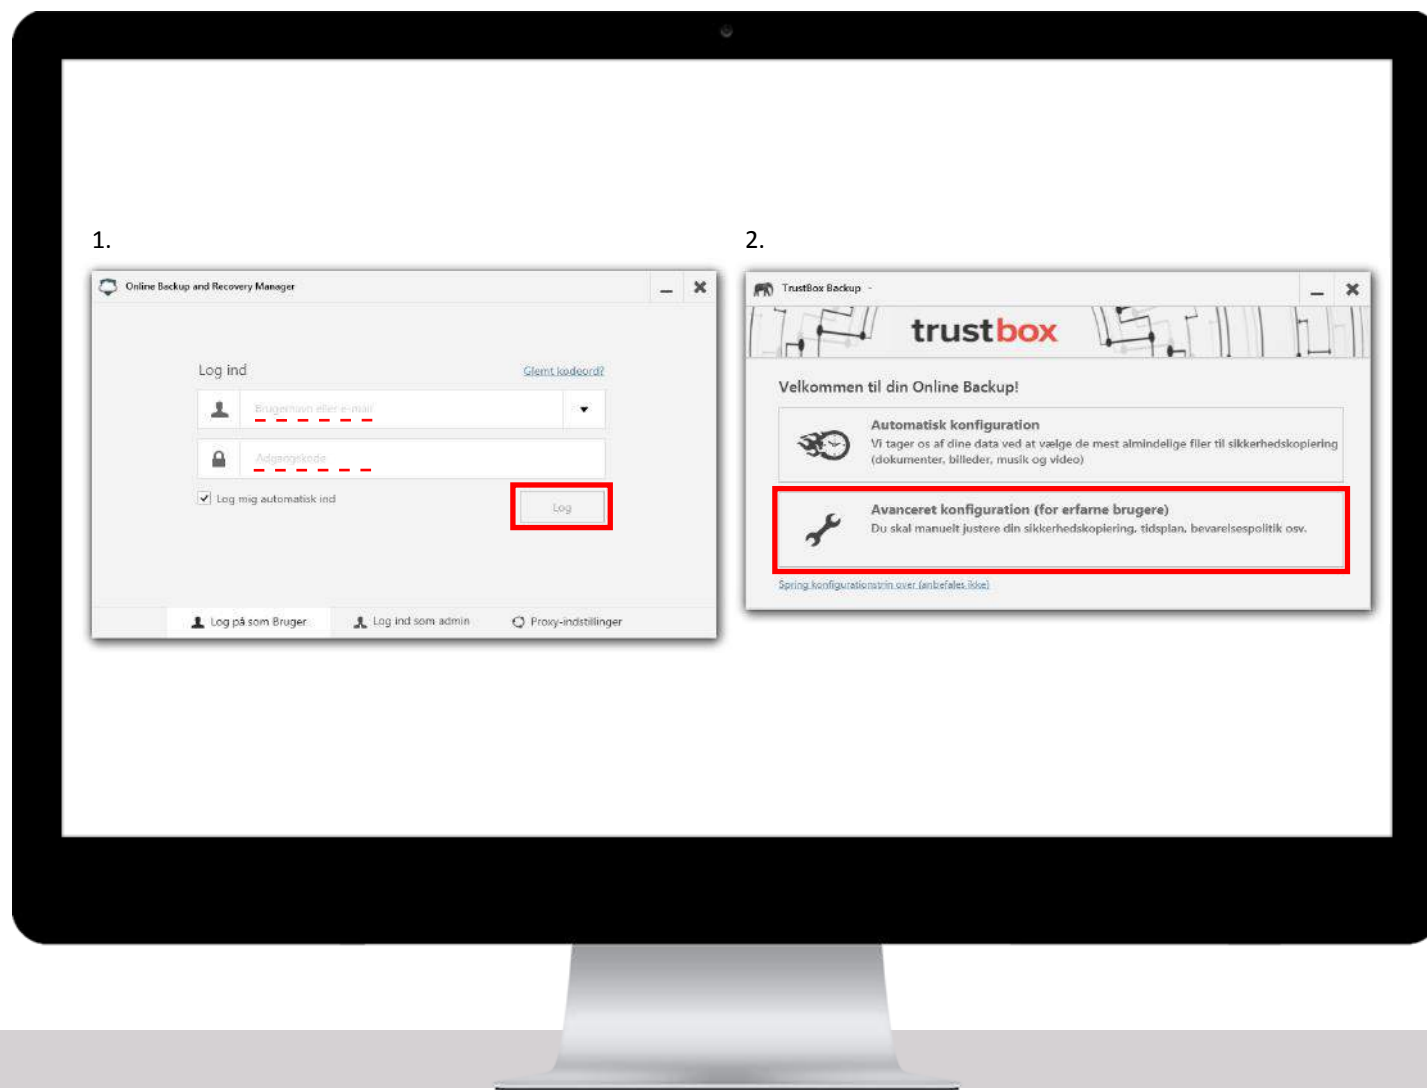 1.
Online Backup and Recovery Manager
Log ind
Glemt kodeord?
Brugernavn eller e-mail
Adgangskode
Log mig automatisk ind
Log
Log på som Bruger
Log ind som admin
Proxy-indstillinger
2.
TrustBox Backup -
trustbox
Velkommen til din Online Backup!
Automatisk konfiguration
Vi tager os af dine data ved at vælge de mest almindelige filer til sikkerhedskopiering
(dokumenter, billeder, musik og video)
Avanceret konfiguration (for erfarne brugere)
Du skal manuelt justere din sikkerhedskopiering, tidsplan, bevarelsespolitik osv.
Spring konfigurationstrin over (anbefales ikke)